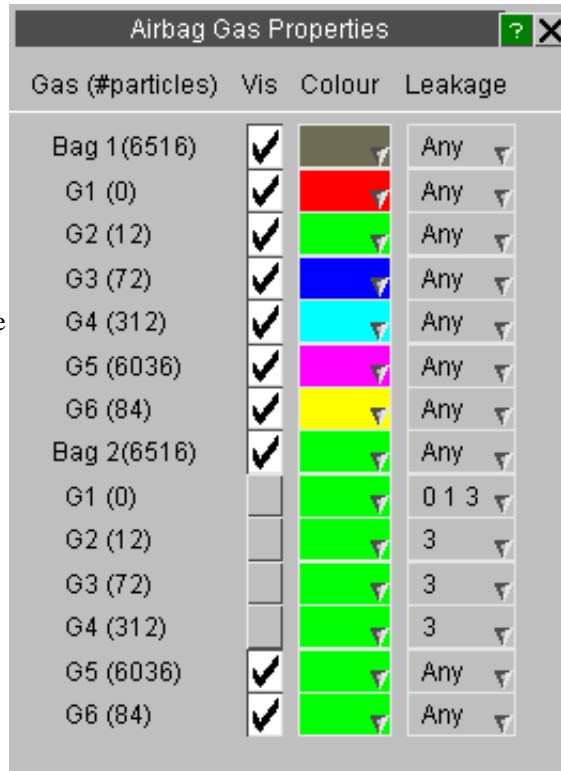 Airbag Gas Properties ?
Gas (#particles) Vis Colour Leakage
Bag 1(6516) Any
G1 (0) Any
G2 (12) Any
G3 (72) Any
e
G4 (312) Any
G5 (6036) Any
G6 (84) Any
Bag 2(6516) Any
G1 (0) 0 1 3
G2 (12) 3
G3 (72) 3
G4 (312) 3
G5 (6036) Any
G6 (84) Any